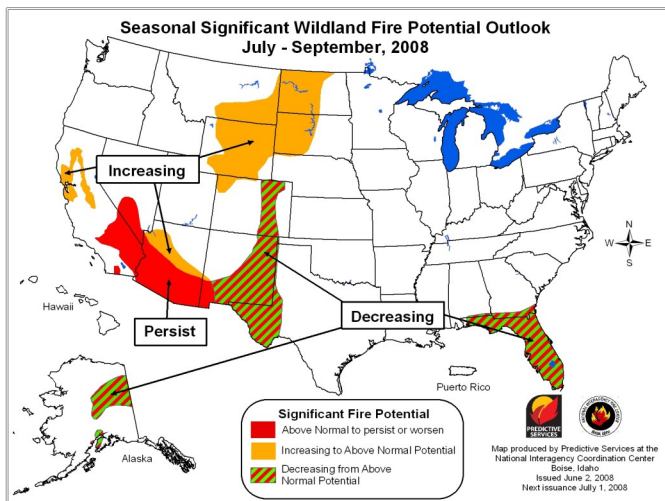 Seasonal Significant Wildland Fire Potential Outlook
July - September, 2008
Increasing
Persist
Decreasing
N
W E
S
Hawaii
Alaska
Puerto Rico
Significant Fire Potential
Above Normal to persist or worsen
Increasing to Above Normal Potential
Decreasing from Above
Normal Potential
PREDICTIVE
SERVICES
Map produced by Predictive Services at the
National Interagency Coordination Center
Boise, Idaho
Issued June 2, 2008
Next issuance Jully 1, 2008